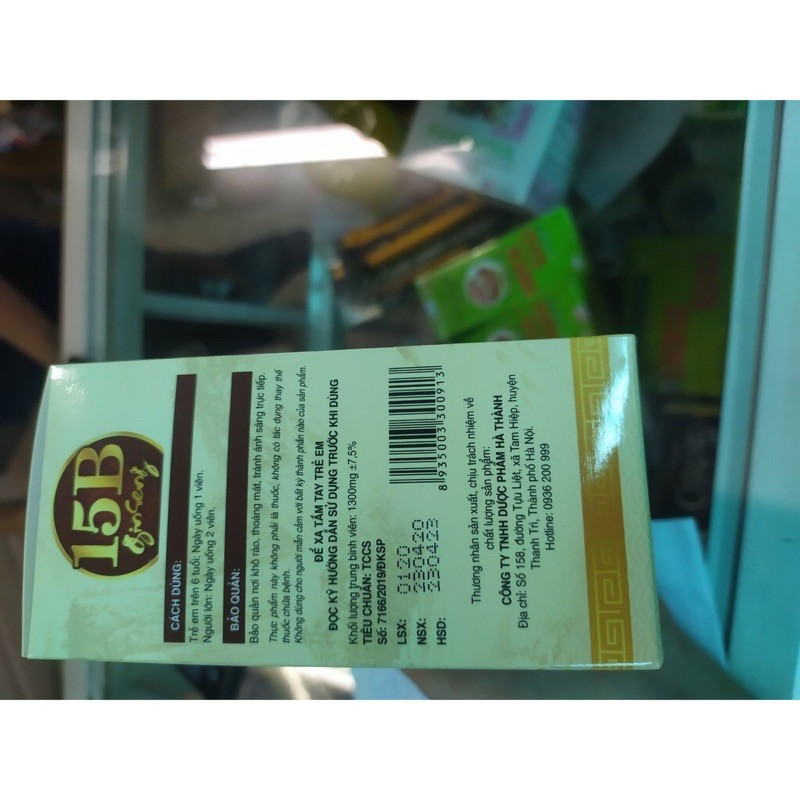 15B
Ginseng
CÁCH DÙNG:
Trẻ em trên 6 tuổi: Ngày uống 1 viên.
Người lớn: Ngày uống 2 viên.
BẢO QUẢN:
Bảo quản nơi khô ráo, thoáng mát, tránh ánh sáng trực tiếp.
Thực phẩm này không phải là thuốc, không có tác dụng thay thế
thuốc chữa bệnh.
Không dùng cho người mẫn cảm với bất kỳ thành phần nào của sản phẩm.
ĐỂ XA TẦM TAY TRẺ EM
ĐỌC KỸ HƯỚNG DẪN SỬ DỤNG TRƯỚC KHI DÙNG
Khối lượng trung bình viên: 1300mg ±7,5%
TIÊU CHUẨN: TCCS
Số: 7166/2019/ĐKSP
LSX: 0120
NSX: 230420
HSD: 230423
8 935003 300913
Thương nhân sản xuất, chịu trách nhiệm về
chất lượng sản phẩm:
CÔNG TY TNHH DƯỢC PHẨM HÀ THÀNH
Địa chỉ: Số 158, đường Tựu Liệt, xã Tam Hiệp, huyện
Thanh Trì, Thành phố Hà Nội.
Hotline: 0936 200 999